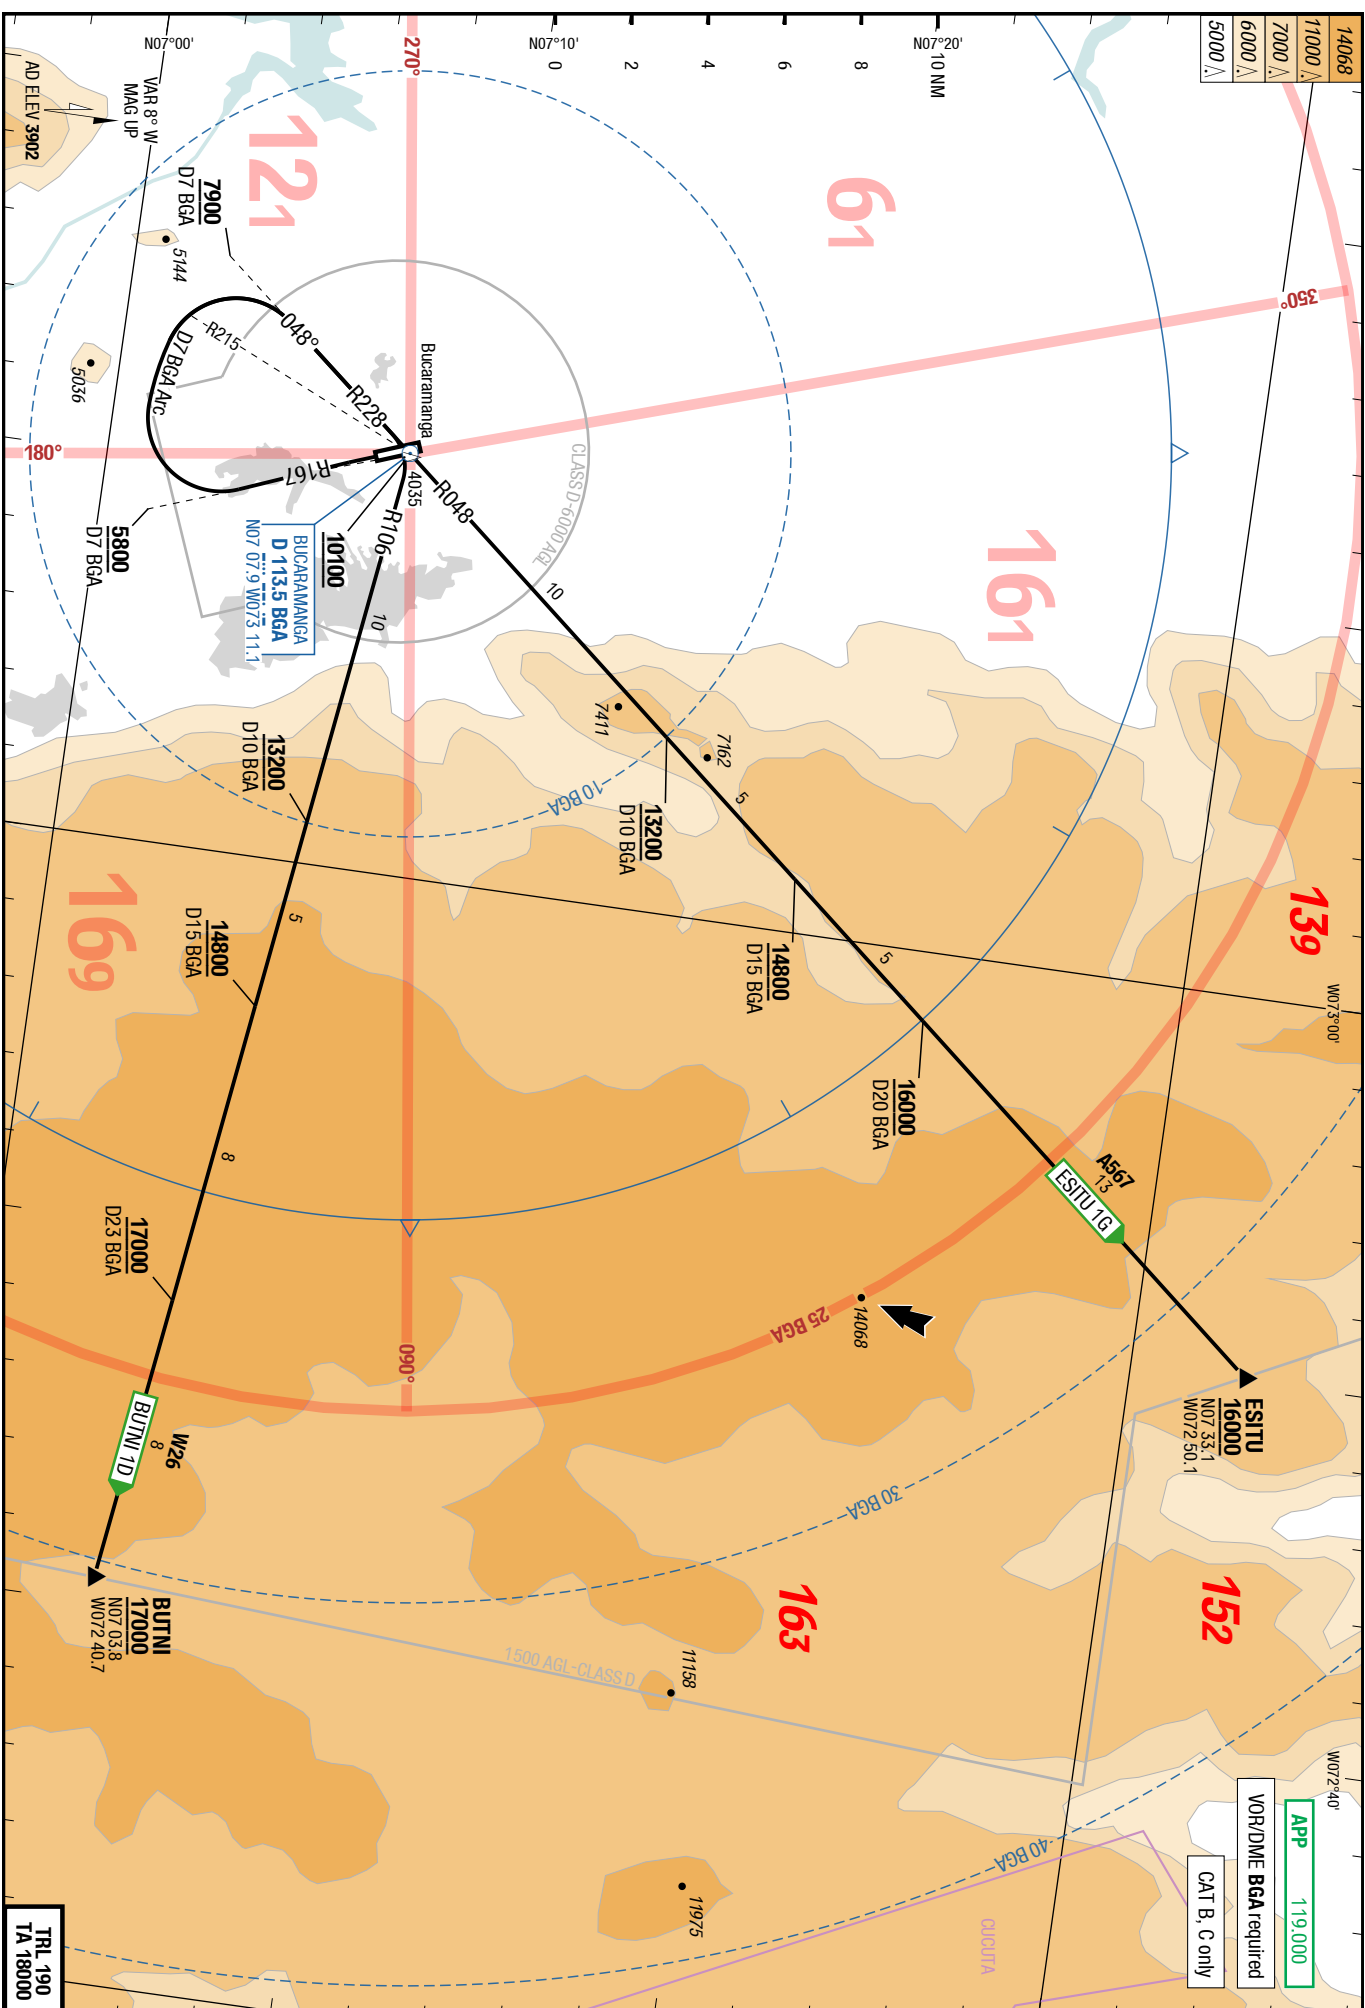 14068
11000
7000
6000
5000
APP 119.000
VOR/DME BGA required
CAT B, C only
N07°00'
N07°10'
N07°20'
0
2
4
6
8
10 NM
W073°00'
W072°40'
270°
350°
180°
090°
25 BGA
121
61
161
169
139
152
163
VAR 8° W
MAG UP
AD ELEV 3902
7900
D7 BGA
5144
5036
048°
R228
R215
D7 BGA Arc
R167
5800
D7 BGA
Bucaramanga
4035
R048
R106
10100
BUCARAMANGA
D 113.5 BGA
N07 07.9 W073 11.1
CLASS D-6000 AGL
10
10
7411
7162
10 BGA
13200
D10 BGA
5
14800
D15 BGA
5
16000
D20 BGA
A567
13
ESITU 1G
ESITU
16000
N07 33.1
W072 50.1
13200
D10 BGA
5
14800
D15 BGA
8
17000
D23 BGA
W26
8
BUTNI 1D
BUTNI
17000
N07 03.8
W072 40.7
14068
30 BGA
11158
1500 AGL-CLASS D
11975
40 BGA
CUCUTA
TRL 190
TA 18000